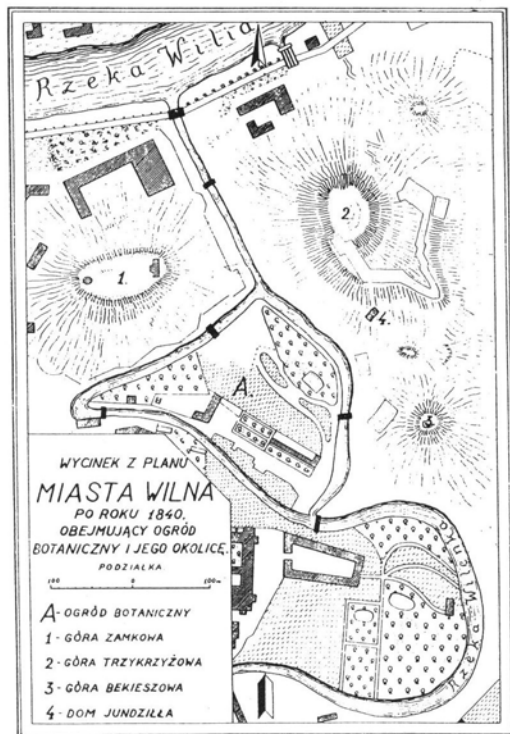 Rzeka Wilia
2
1.
4.
A.
3
Rzeka Wilenka
WYCINEK Z PLANU
MIASTA WILNA
PO ROKU 1840,
OBEJMUJĄCY OGRÓD
BOTANICZNY I JEGO OKOLICĘ.
PODZIAŁKA
100 0 100m
A - OGRÓD BOTANICZNY
1 - GÓRA ZAMKOWA
2 - GÓRA TRZYKRZYŻOWA
3 - GÓRA BEKIESZOWA
4 - DOM JUNDZIŁŁA